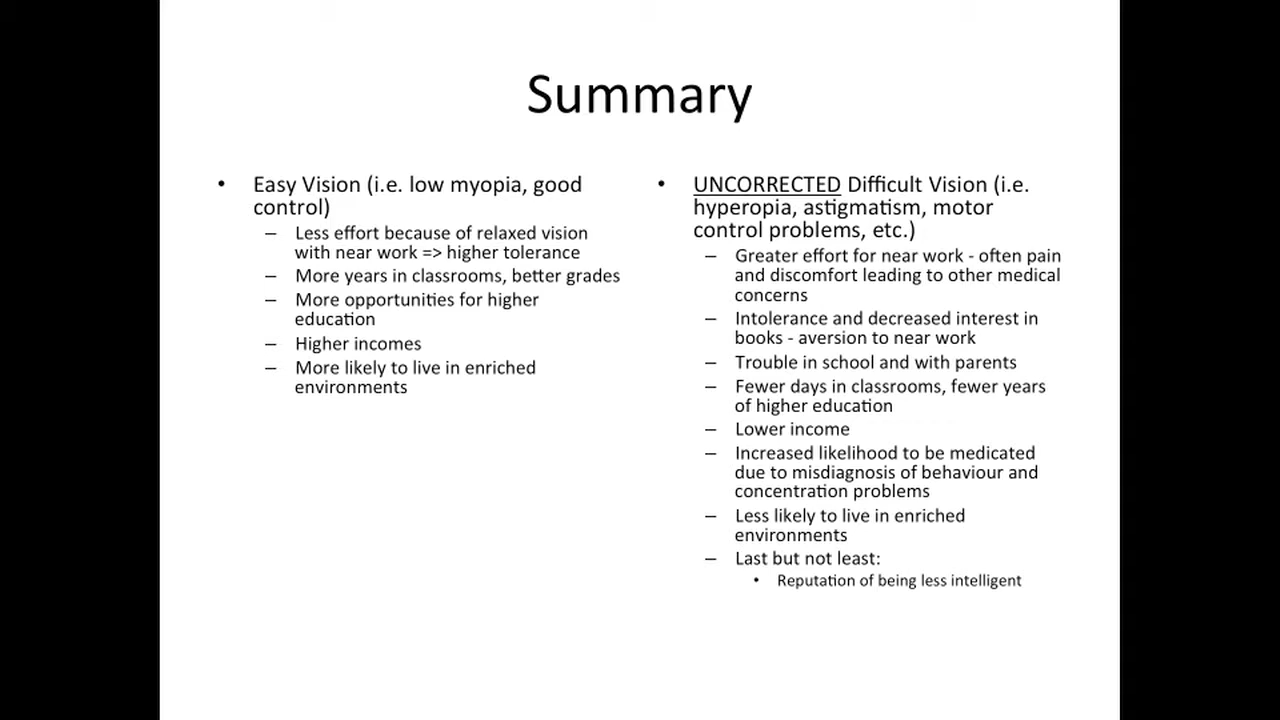 Summary
• Easy Vision (i.e. low myopia, good
control)
– Less effort because of relaxed vision
with near work => higher tolerance
– More years in classrooms, better grades
– More opportunities for higher
education
– Higher incomes
– More likely to live in enriched
environments
• UNCORRECTED Difficult Vision (i.e.
hyperopia, astigmatism, motor
control problems, etc.)
– Greater effort for near work - often pain
and discomfort leading to other medical
concerns
– Intolerance and decreased interest in
books - aversion to near work
– Trouble in school and with parents
– Fewer days in classrooms, fewer years
of higher education
– Lower income
– Increased likelihood to be medicated
due to misdiagnosis of behaviour and
concentration problems
– Less likely to live in enriched
environments
– Last but not least:
• Reputation of being less intelligent